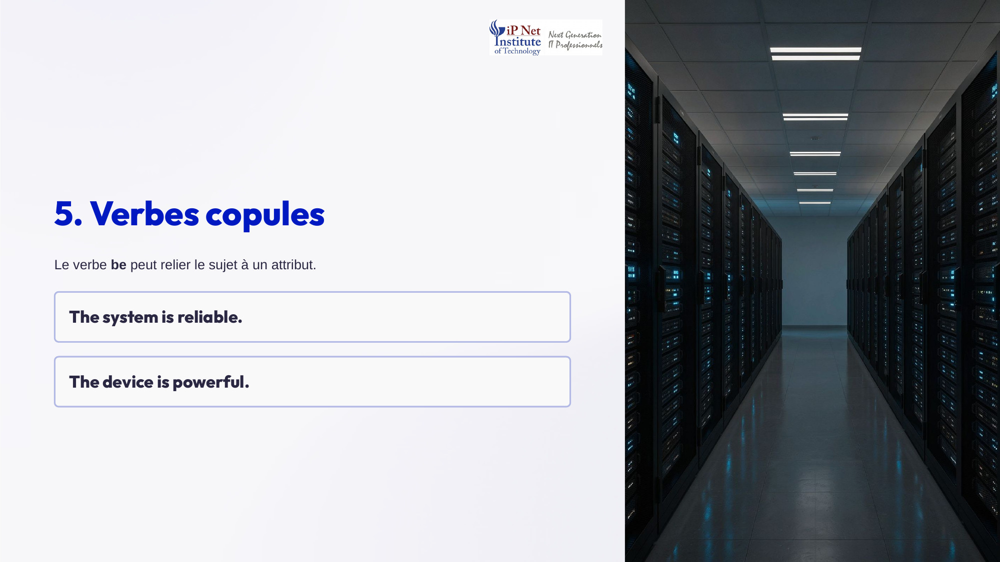 iP Net
Institute
of Technology
Next Generation
IT Professionnels
5. Verbes copules
Le verbe be peut relier le sujet à un attribut.
The system is reliable.
The device is powerful.